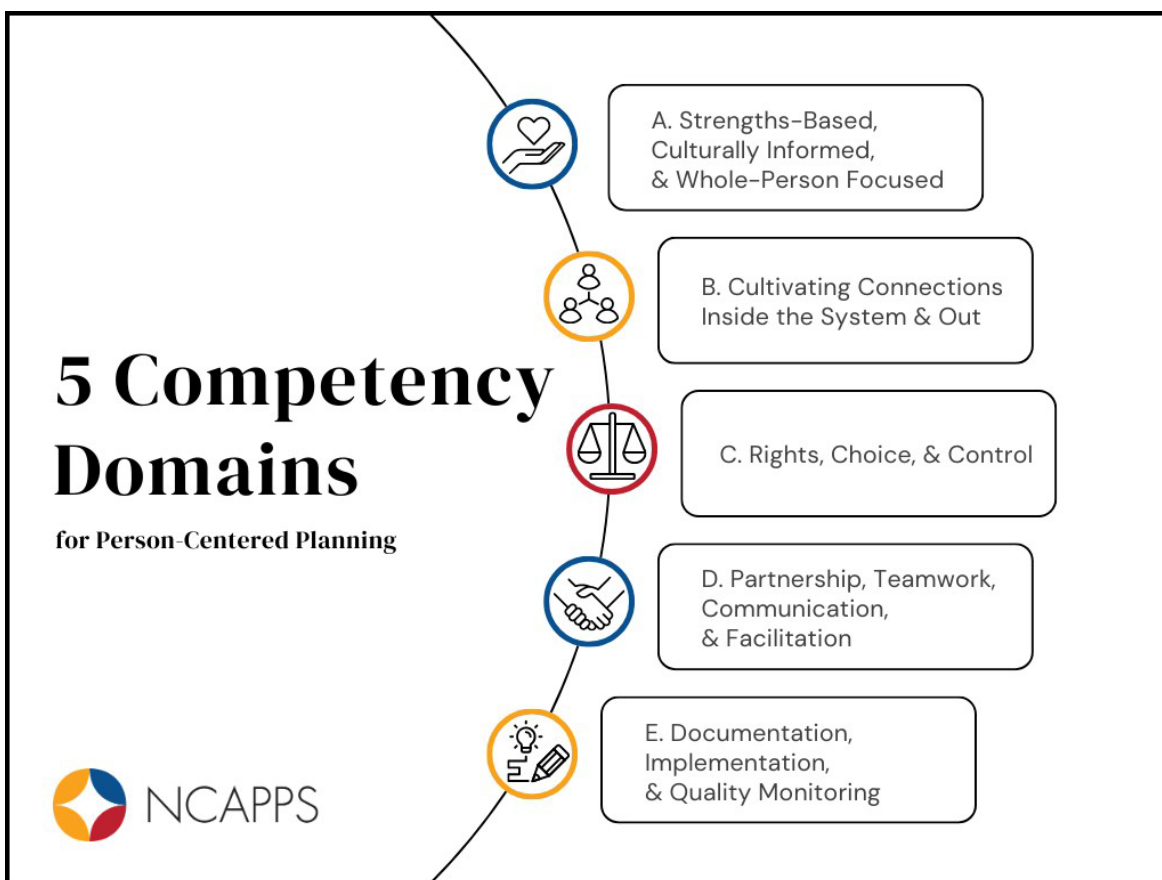 5 Competency
Domains
for Person-Centered Planning
A. Strengths-Based,
Culturally Informed,
& Whole-Person Focused
B. Cultivating Connections
Inside the System & Out
C. Rights, Choice, & Control
D. Partnership, Teamwork,
Communication,
& Facilitation
E. Documentation,
Implementation,
& Quality Monitoring
NCAPPS